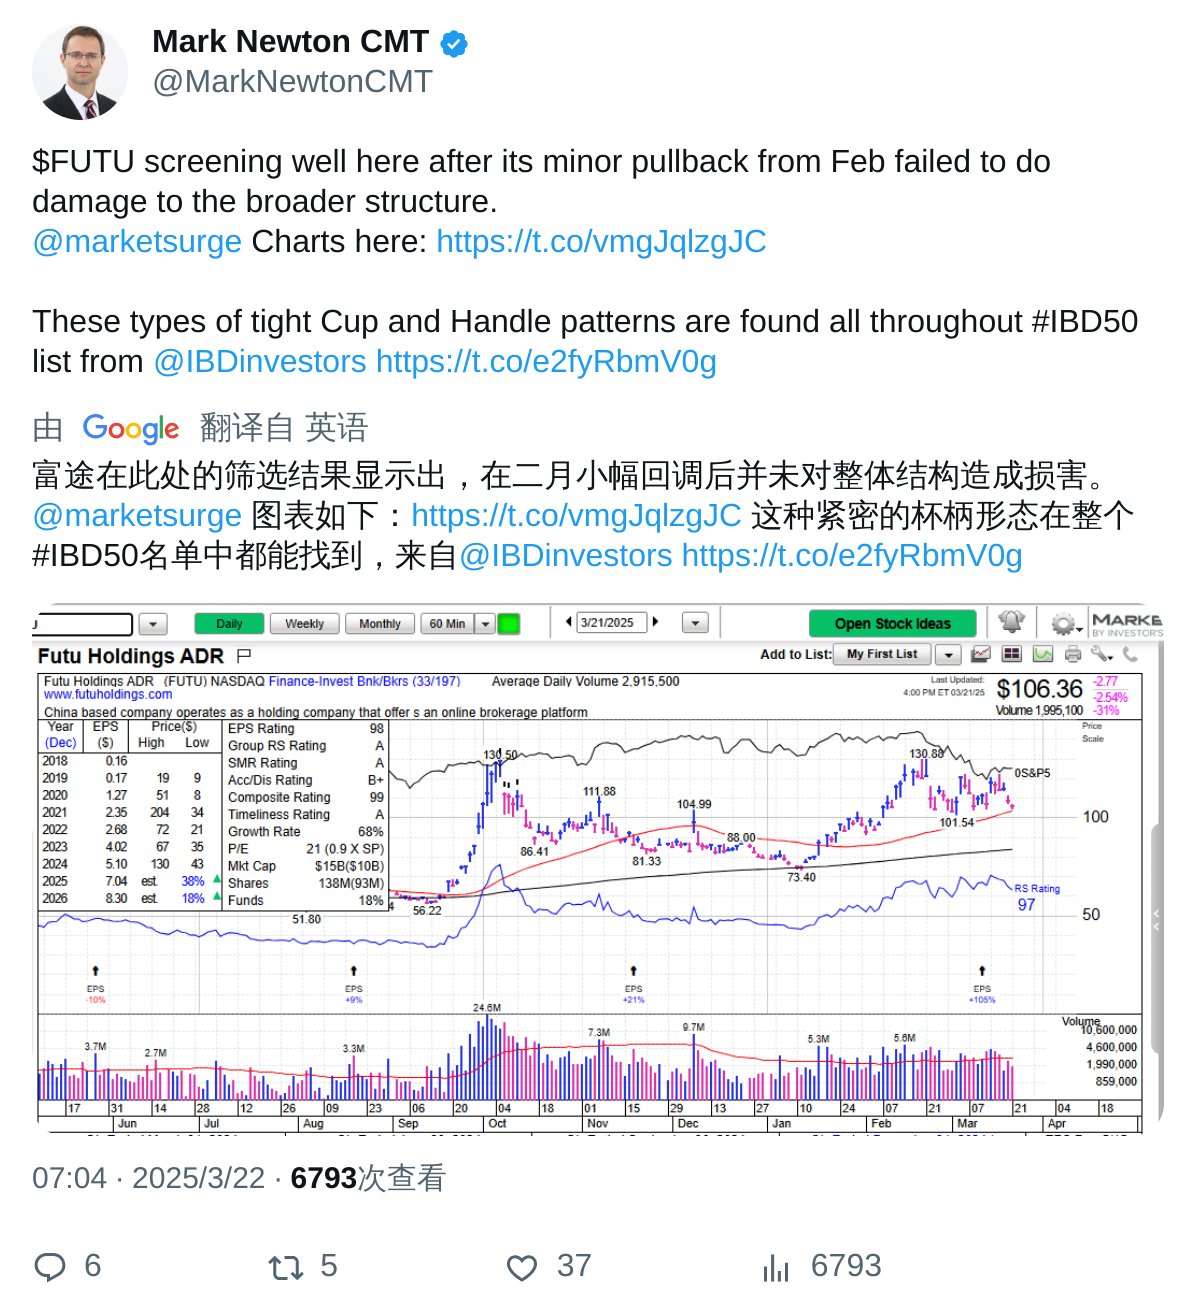 Mark Newton CMT
@MarkNewtonCMT
$FUTU screening well here after its minor pullback from Feb failed to do
damage to the broader structure.
@marketsurge Charts here: https://t.co/vmgJqlzgJC
These types of tight Cup and Handle patterns are found all throughout #IBD50
list from @IBDinvestors https://t.co/e2fyRbmV0g
由 Google 翻译自 英语
富途在此处的筛选结果显示出，在二月小幅回调后并未对整体结构造成损害。
@marketsurge 图表如下：https://t.co/vmgJqlzgJC 这种紧密的杯柄形态在整个
#IBD50名单中都能找到，来自@IBDinvestors https://t.co/e2fyRbmV0g
Daily Weekly Monthly 60 Min 3/21/2025 Open Stock Ideas MARKE
BY INVESTOR'S
Futu Holdings ADR Add to List: My First List
Futu Holdings ADR (FUTU) NASDAQ Finance-Invest Bnk/Bkrs (33/197) Average Daily Volume 2,915,500
www.futuholdings.com
China based company operates as a holding company that offer s an online brokerage platform
Last Updated:
4:00 PM ET 03/21/25
$106.36 -2.77
-2.54%
Volume 1,995,100 -31%
Price
Scale
Year EPS Price($)
(Dec) ($) High Low
2018 0.16
2019 0.17 19 9
2020 1.27 51 8
2021 2.35 204 34
2022 2.68 72 21
2023 4.02 67 35
2024 5.10 130 43
2025 7.04 est. 38%
2026 8.30 est. 18%
EPS Rating 98
Group RS Rating A
SMR Rating A
Acc/Dis Rating B+
Composite Rating 99
Timeliness Rating A
Growth Rate 68%
P/E 21 (0.9 X SP)
Mkt Cap $15B($10B)
Shares 138M(93M)
Funds 18%
130.50
130.88
0S&P5
111.88
104.99
101.54
100
88.00
86.41
81.33
73.40
RS Rating
97
56.22
51.80
50
EPS EPS EPS EPS
-10% +9% +21% +105%
24.6M
Volume
3.7M 2.7M 3.3M 7.3M 9.7M 5.3M 5.6M
10,600,000
4,600,000
1,990,000
859,000
17 31 14 28 12 26 09 23 06 20 04 18 01 15 29 13 27 10 24 07 21 07 21 04 18
Jun Jul Aug Sep Oct Nov Dec Jan Feb Mar Apr
07:04 · 2025/3/22 · 6793次查看
6 5 37 6793